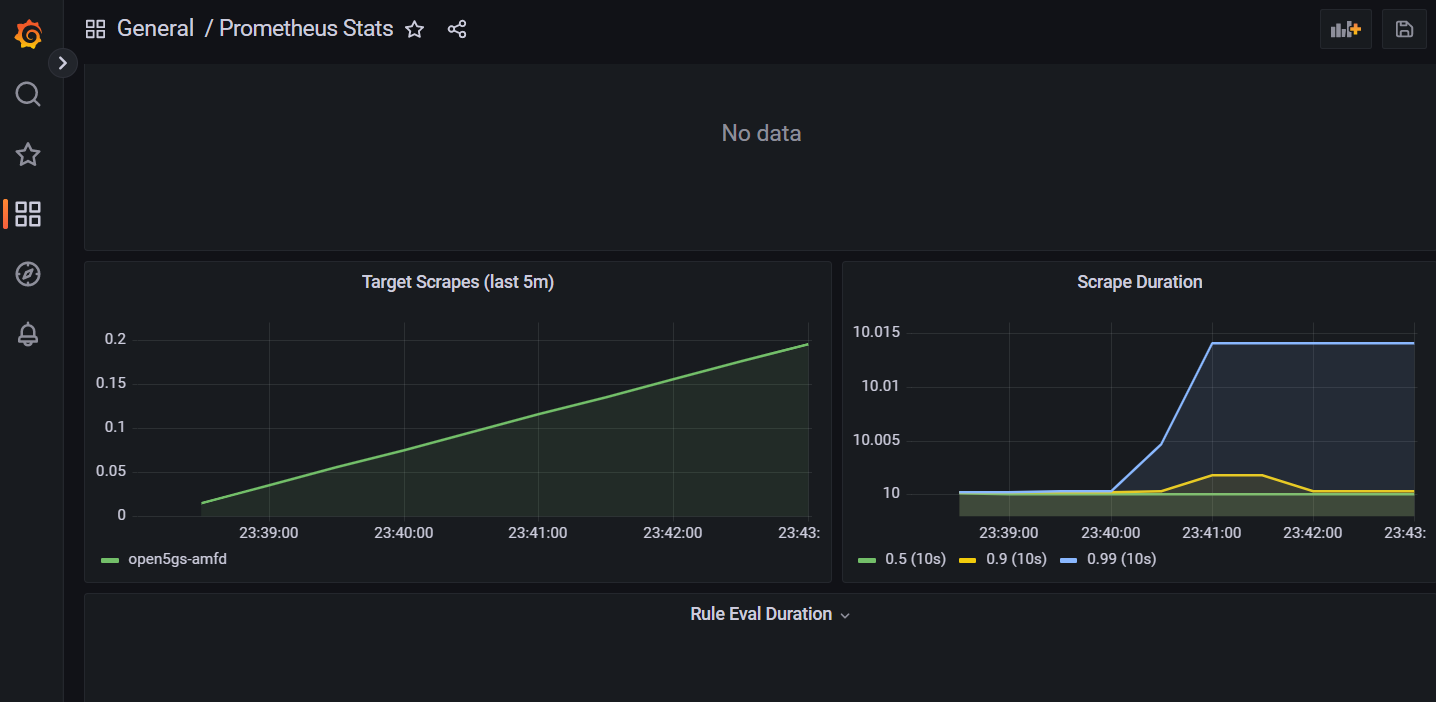 General / Prometheus Stats
No data
Target Scrapes (last 5m)
0.2
0.15
0.1
0.05
0
23:39:00 23:40:00 23:41:00 23:42:00 23:43:
open5gs-amfd
Scrape Duration
10.015
10.01
10.005
10
23:39:00 23:40:00 23:41:00 23:42:00 23:43:
0.5 (10s) 0.9 (10s) 0.99 (10s)
Rule Eval Duration